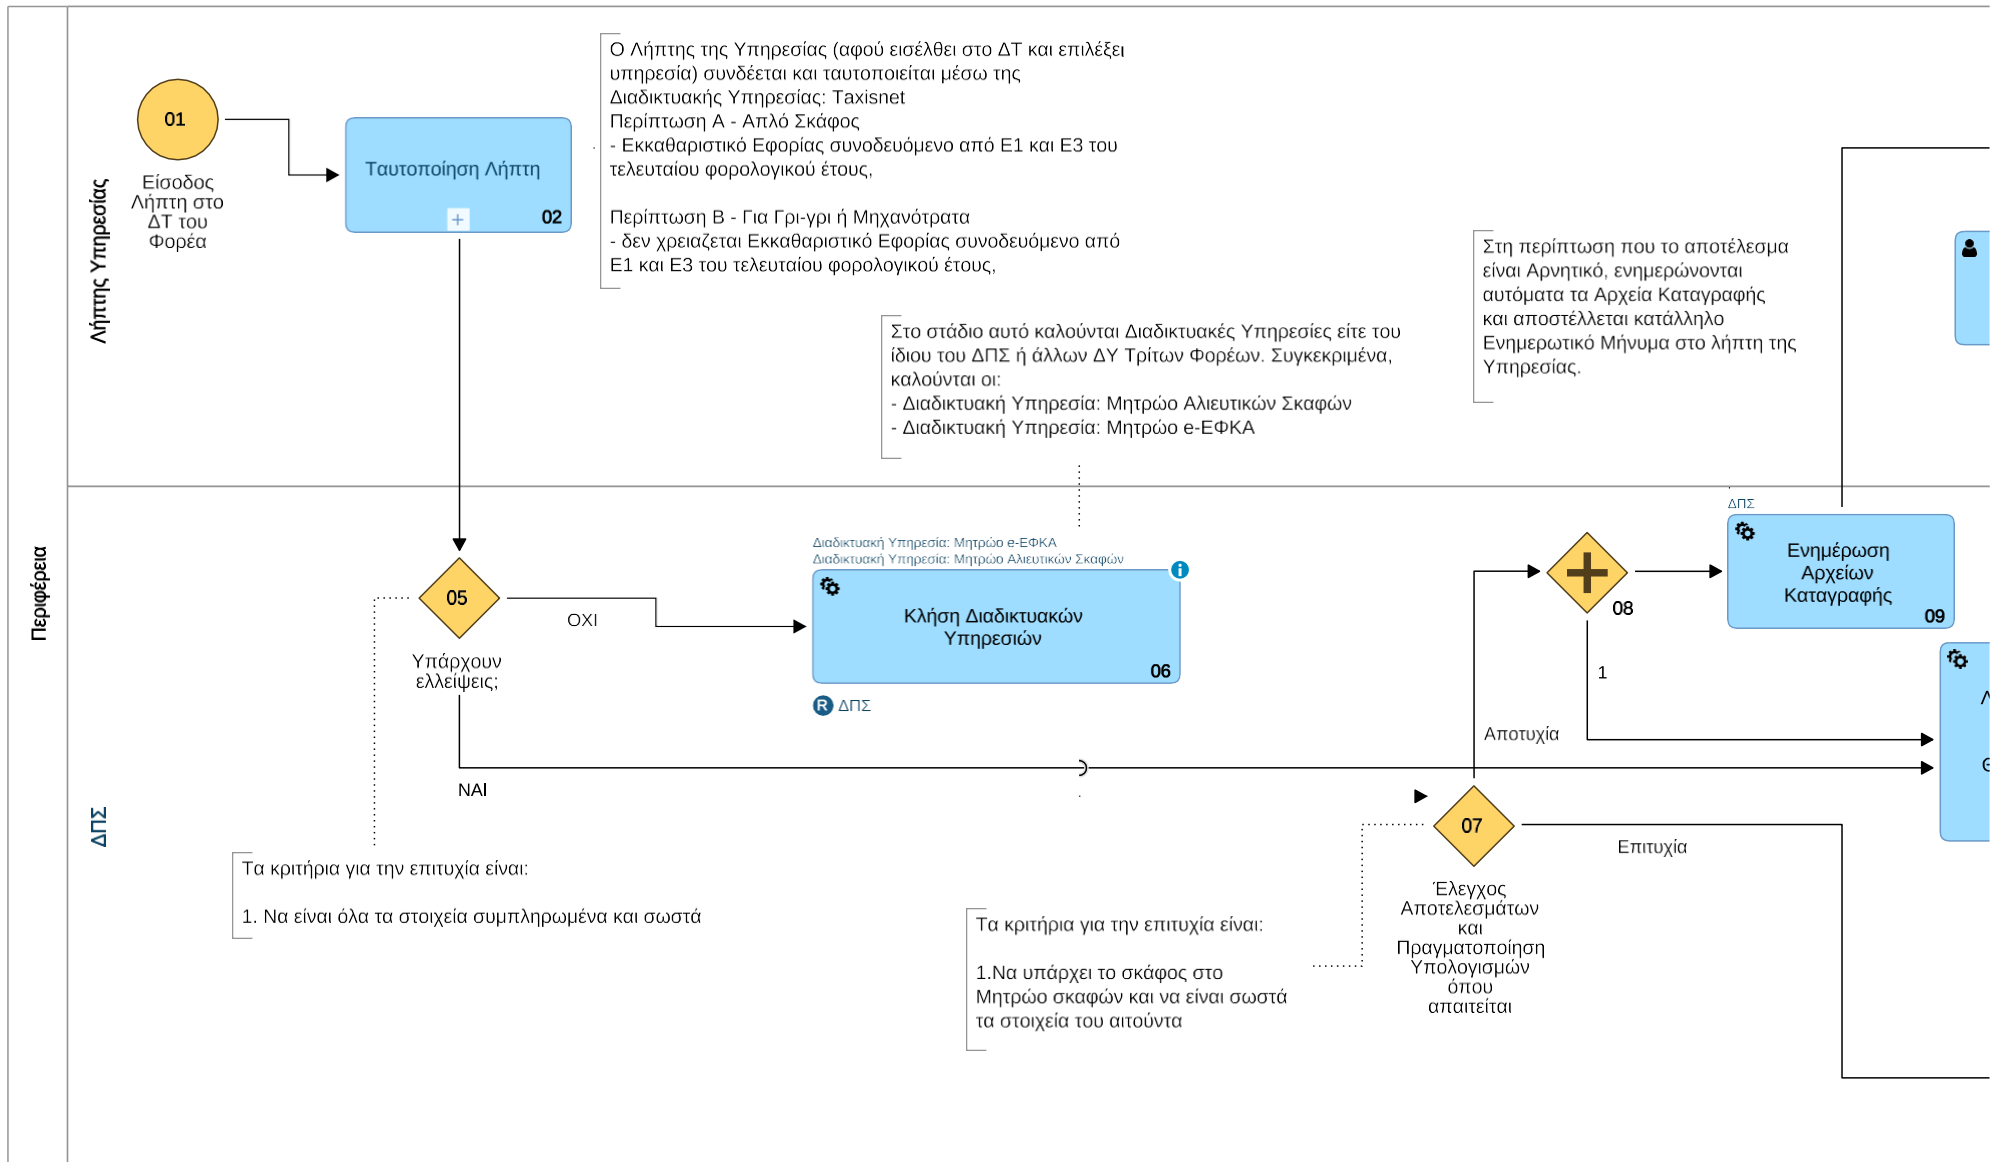 Περιφέρεια
Λήπτης Υπηρεσίας
01
Είσοδος
Λήπτη στο
ΔΤ του
Φορέα
Ταυτοποίηση Λήπτη
02
Ο Λήπτης της Υπηρεσίας (αφού εισέλθει στο ΔΤ και επιλέξει
υπηρεσία) συνδέεται και ταυτοποιείται μέσω της
Διαδικτυακής Υπηρεσίας: Taxisnet
Περίπτωση Α - Απλό Σκάφος
- Εκκαθαριστικό Εφορίας συνοδευόμενο από Ε1 και Ε3 του
τελευταίου φορολογικού έτους,
Περίπτωση Β - Για Γρι-γρι ή Μηχανότρατα
- δεν χρειαζεται Εκκαθαριστικό Εφορίας συνοδευόμενο από
Ε1 και Ε3 του τελευταίου φορολογικού έτους,
Στο στάδιο αυτό καλούνται Διαδικτυακές Υπηρεσίες είτε του
ίδιου του ΔΠΣ ή άλλων ΔΥ Τρίτων Φορέων. Συγκεκριμένα,
καλούνται οι:
- Διαδικτυακή Υπηρεσία: Μητρώο Αλιευτικών Σκαφών
- Διαδικτυακή Υπηρεσία: Μητρώο e-ΕΦΚΑ
Στη περίπτωση που το αποτέλεσμα
είναι Αρνητικό, ενημερώνονται
αυτόματα τα Αρχεία Καταγραφής
και αποστέλλεται κατάλληλο
Ενημερωτικό Μήνυμα στο λήπτη της
Υπηρεσίας.
ΔΠΣ
05
Υπάρχουν
ελλείψεις;
ΟΧΙ
ΝΑΙ
Διαδικτυακή Υπηρεσία: Μητρώο e-ΕΦΚΑ
Διαδικτυακή Υπηρεσία: Μητρώο Αλιευτικών Σκαφών
Κλήση Διαδικτυακών
Υπηρεσιών
06
R ΔΠΣ
08
1
ΔΠΣ
Ενημέρωση
Αρχείων
Καταγραφής
09
Αποτυχία
07
Επιτυχία
Έλεγχος
Αποτελεσμάτων
και
Πραγματοποίηση
Υπολογισμών
όπου
απαιτείται
Τα κριτήρια για την επιτυχία είναι:
1. Να είναι όλα τα στοιχεία συμπληρωμένα και σωστά
Τα κριτήρια για την επιτυχία είναι:
1.Να υπάρχει το σκάφος στο
Μητρώο σκαφών και να είναι σωστά
τα στοιχεία του αιτούντα